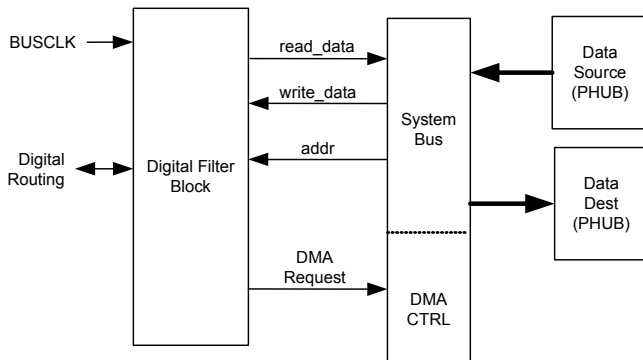 BUSCLK
Digital
Routing
Digital Filter
Block
read_data
write_data
addr
DMA
Request
System
Bus
DMA
CTRL
Data
Source
(PHUB)
Data
Dest
(PHUB)